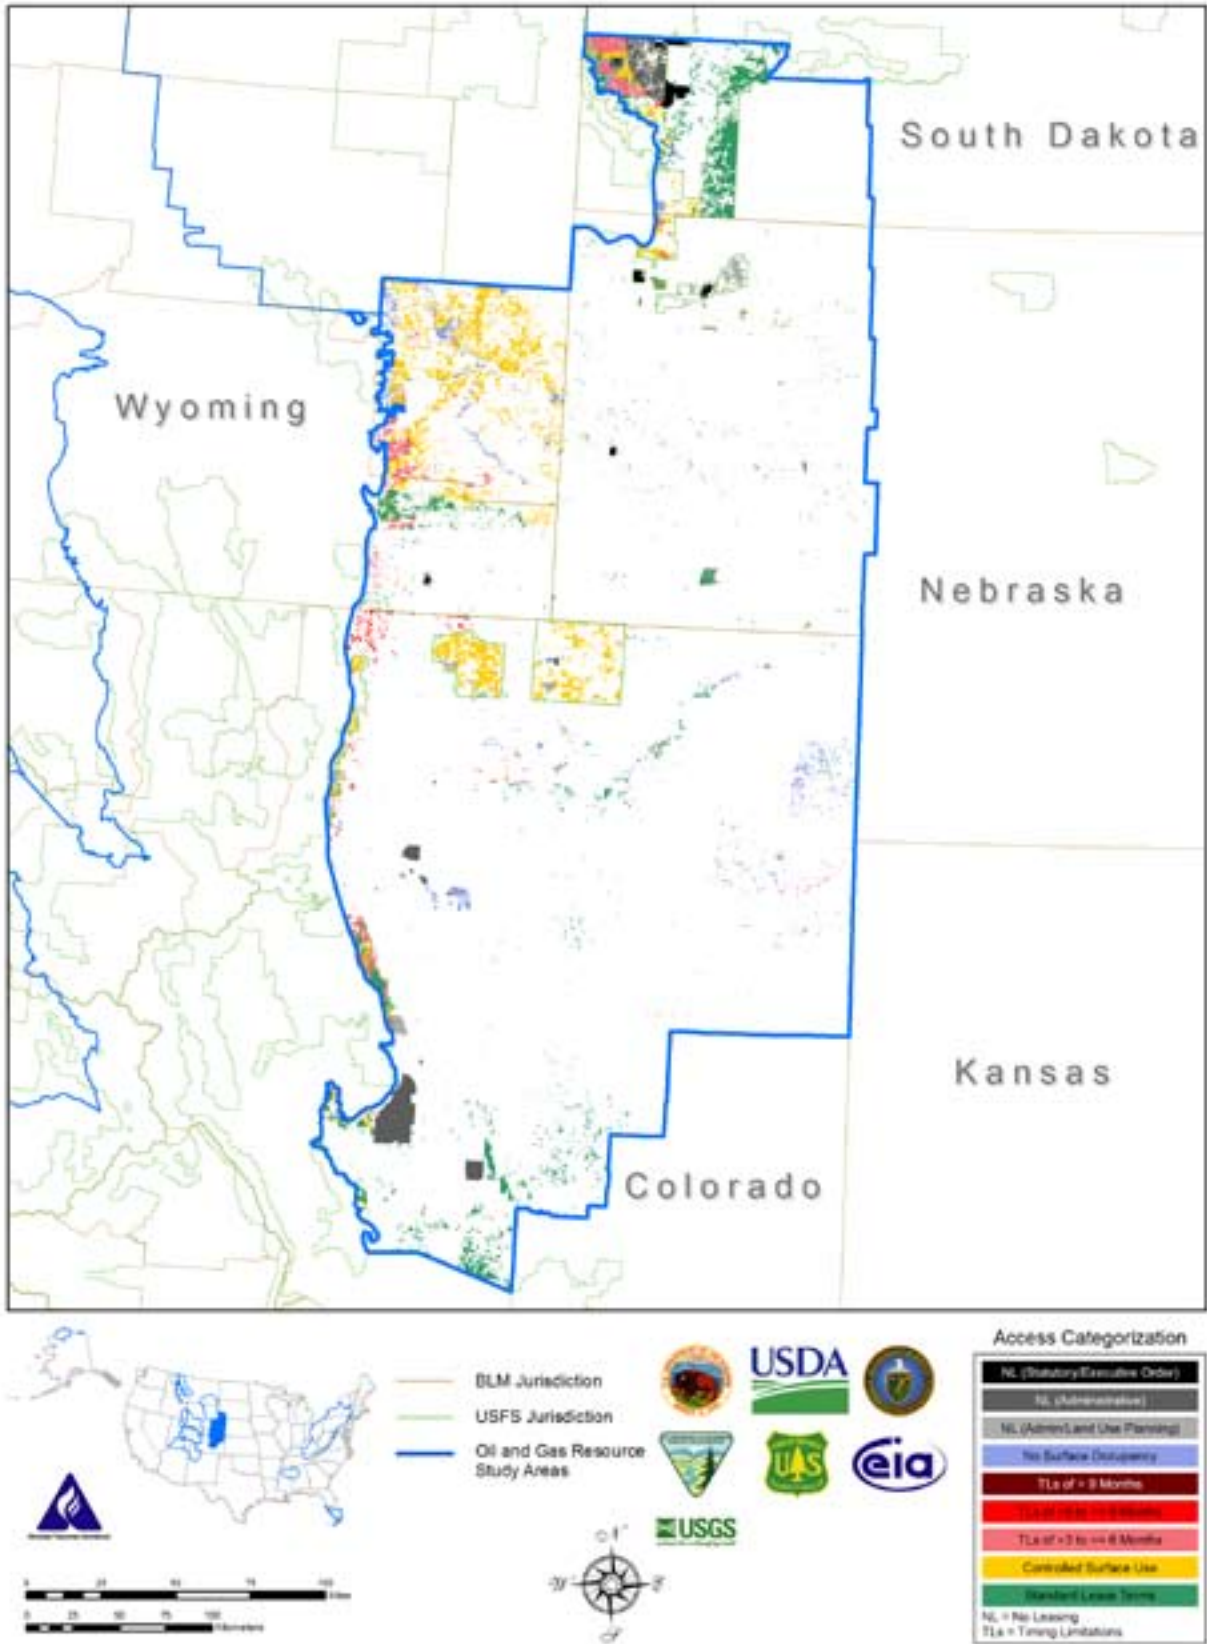 South Dakota
Wyoming
Nebraska
Kansas
Colorado
BLM Jurisdiction
USFS Jurisdiction
Oil and Gas Resource
Study Areas
USDA
UAS
eia
USGS
Access Categorization
NL (Statutory/Executive Order)
NL (Administrative)
NL (Admin/Land Use Planning)
No Surface Occupancy
TLs of > 9 Months
TLs of >3 to <= 6 Months
Controlled Surface Use
Standard Lease Terms
NL = No Leasing
TLs = Timing Limitations
Miles
Kilometers